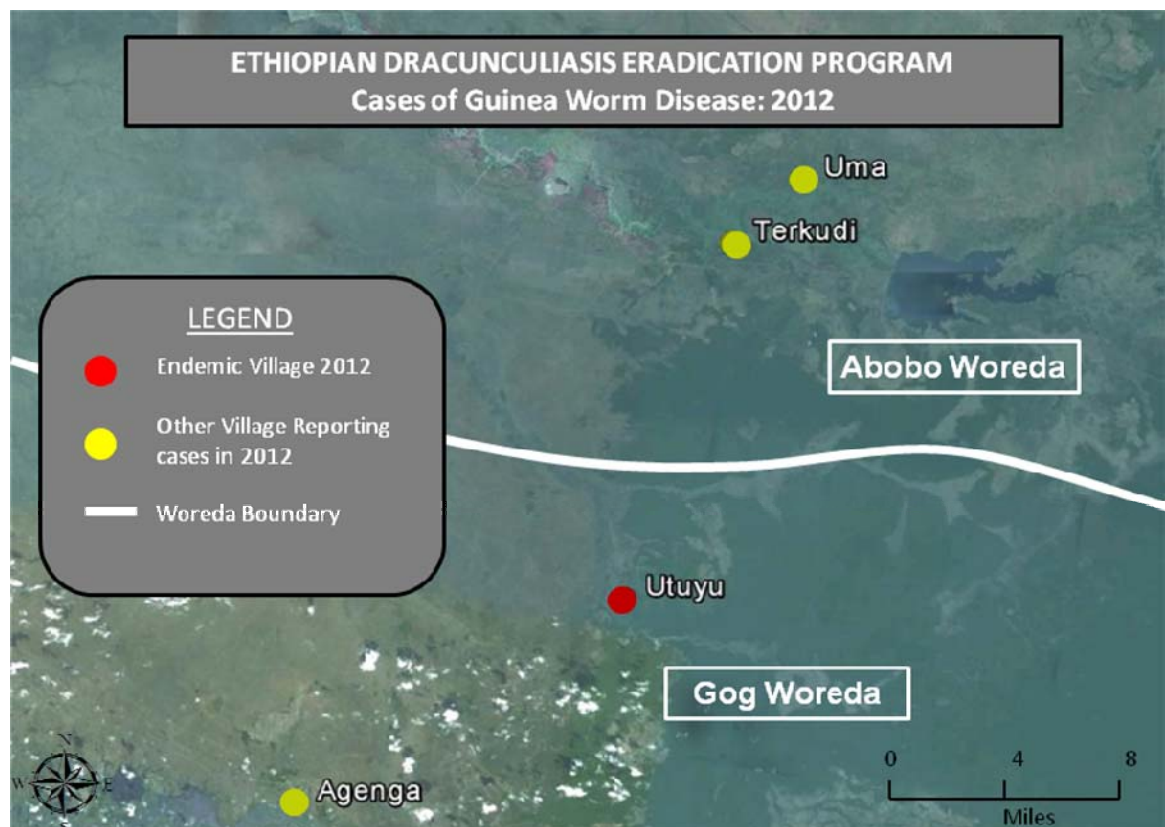 ETHIOPIAN DRACUNCULIASIS ERADICATION PROGRAM
Cases of Guinea Worm Disease: 2012
Uma
Terkudi
LEGEND
Endemic Village 2012
Other Village Reporting
cases in 2012
Woreda Boundary
Abobo Woreda
Utuyu
Gog Woreda
N
W
E
S
Agenga
0 4 8
Miles